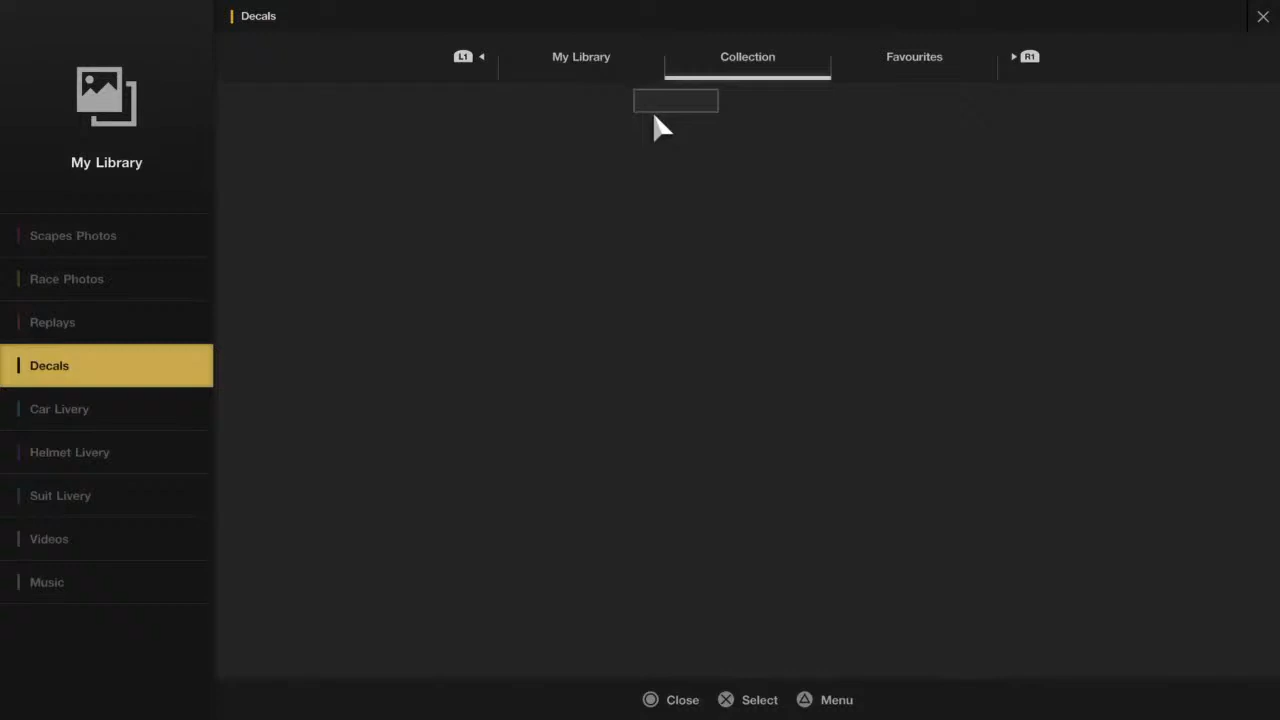 Decals
L1
My Library
Collection
Favourites
R1
My Library
Scapes Photos
Race Photos
Replays
Decals
Car Livery
Helmet Livery
Suit Livery
Videos
Music
Close
Select
Menu